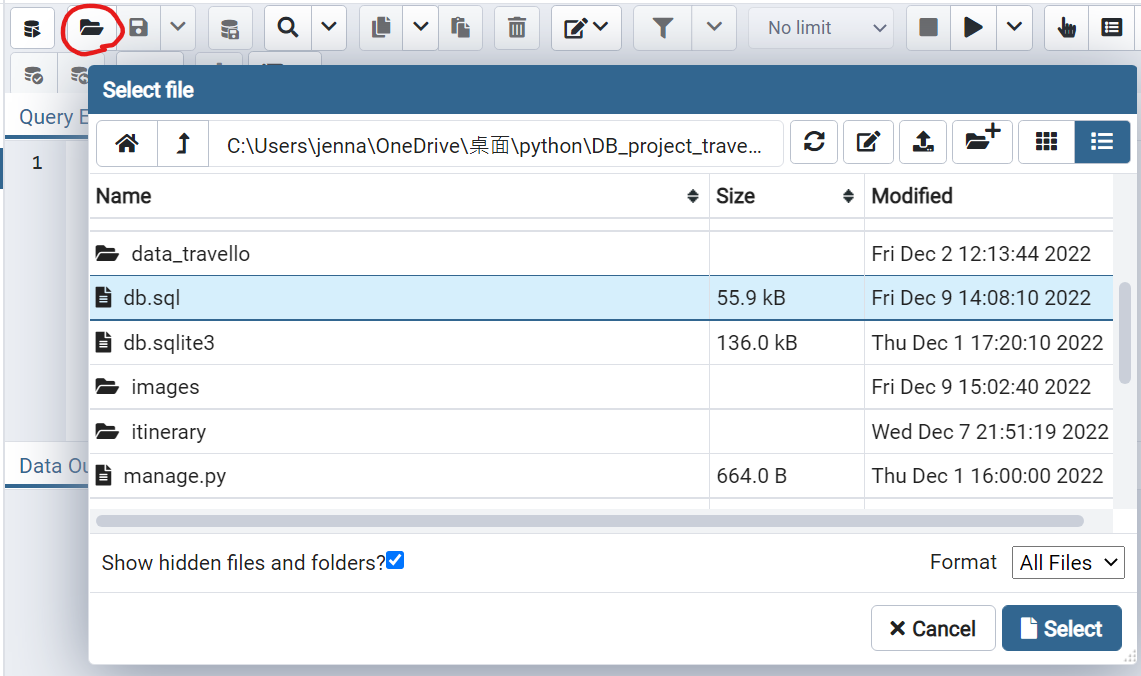 No limit
Query E
1
Data Ou
Select file
C:\Users\jenna\OneDrive\桌面\python\DB_project_trave...
Name Size Modified
data_travello Fri Dec 2 12:13:44 2022
db.sql 55.9 kB Fri Dec 9 14:08:10 2022
db.sqlite3 136.0 kB Thu Dec 1 17:20:10 2022
images Fri Dec 9 15:02:40 2022
itinerary Wed Dec 7 21:51:19 2022
manage.py 664.0 B Thu Dec 1 16:00:00 2022
Show hidden files and folders? Format All Files
Cancel Select